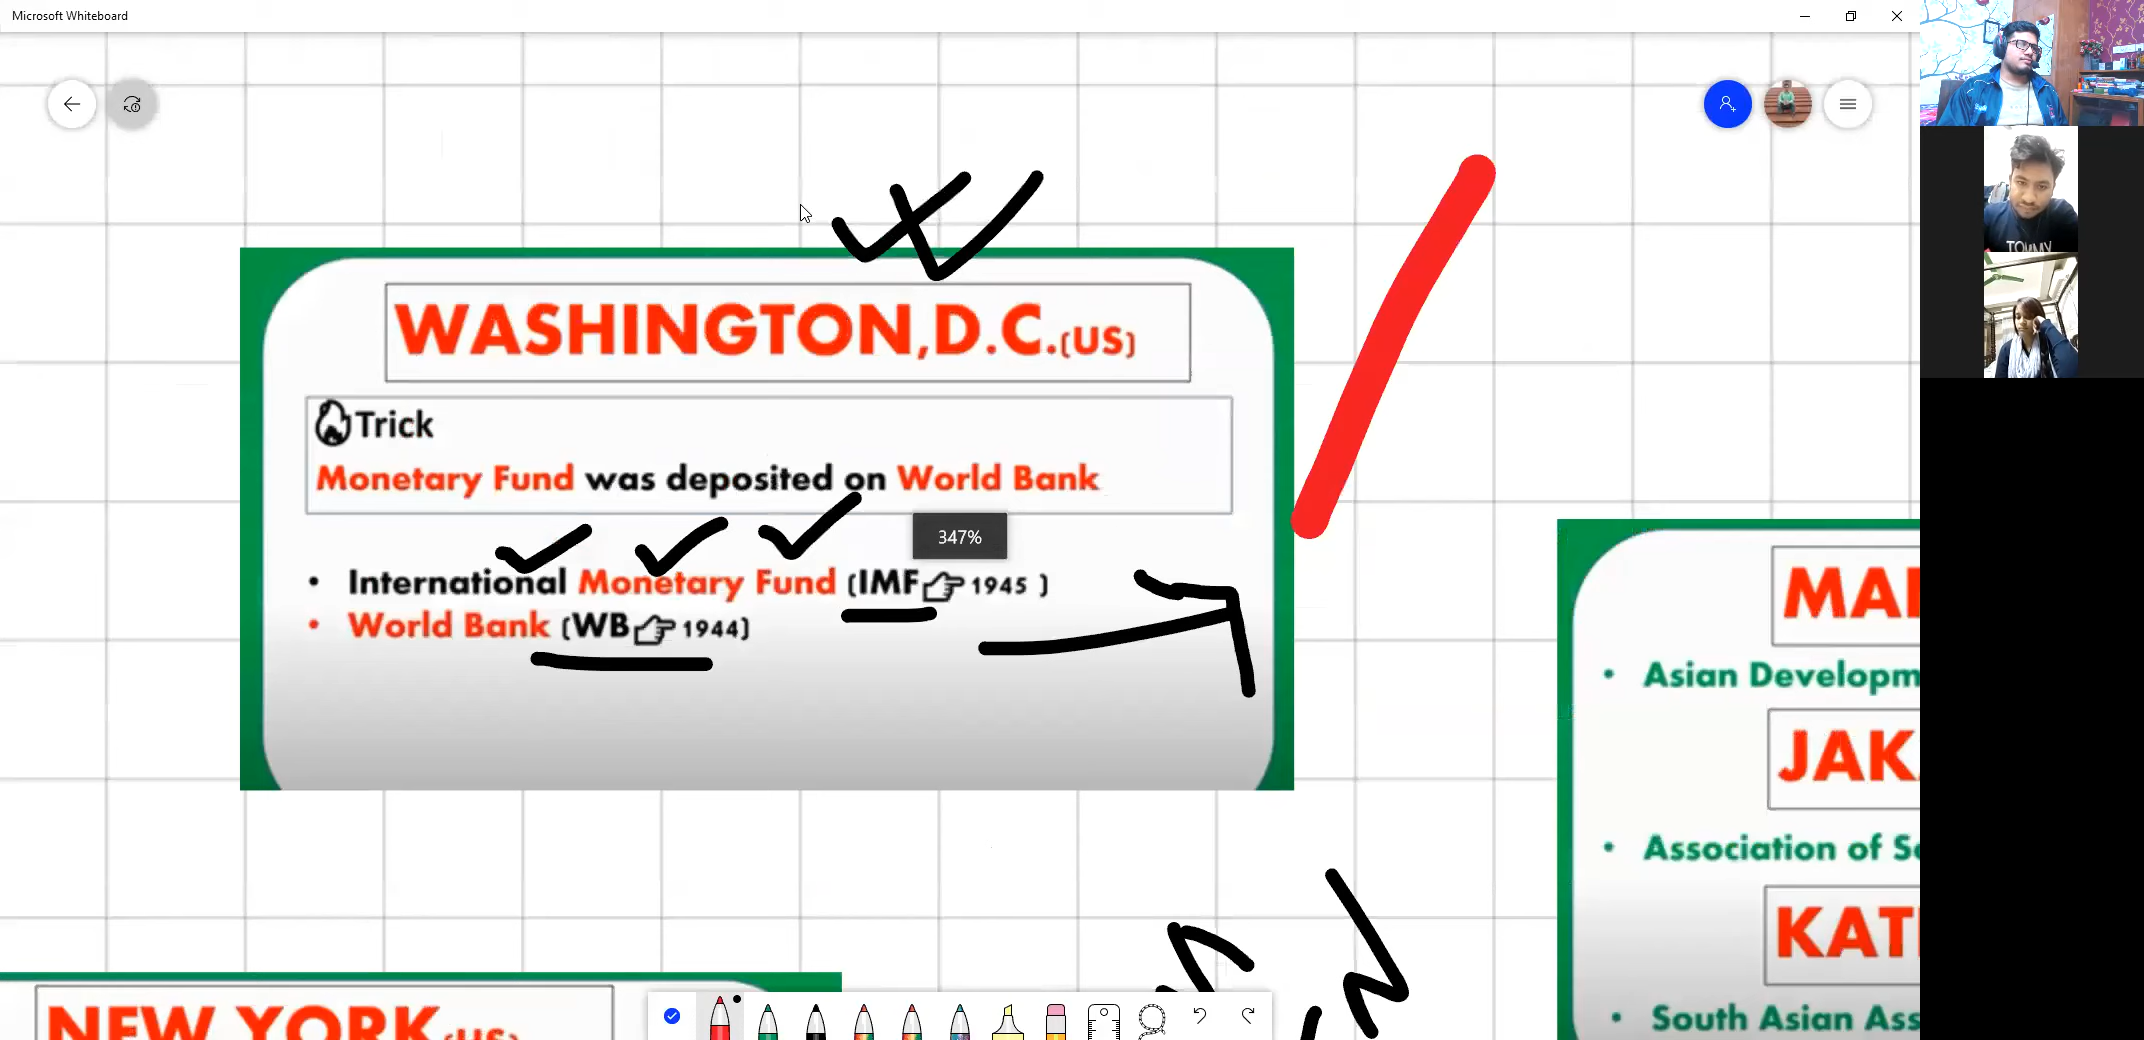 Microsoft Whiteboard
WASHINGTON,D.C.(US)
Trick
Monetary Fund was deposited on World Bank
347%
• International Monetary Fund (IMF 1945 )
• World Bank (WB 1944)
NEW YORK(US)
MAI
• Asian Developm
JAK
• Association of S
KAT
• South Asian Ass
TOMMY